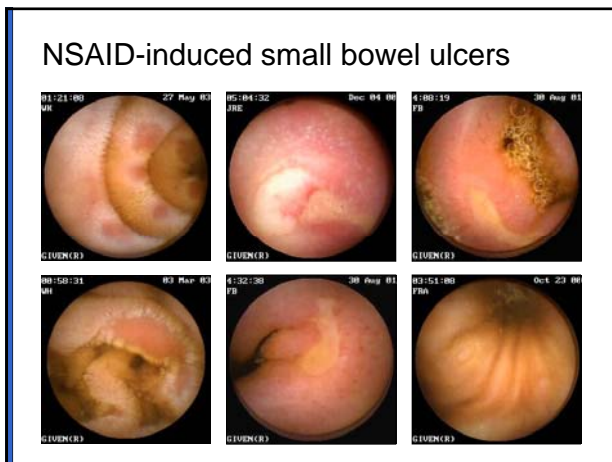 NSAID-induced small bowel ulcers
01:21:08 27 May 03
WK
GIVEN(R)
05:04:32 Dec 04 00
JRE
GIVEN(R)
4:08:19 30 Aug 01
FB
GIVEN(R)
00:58:31 03 Mar 03
WH
GIVEN(R)
4:32:38 30 Aug 01
FB
GIVEN(R)
03:51:08 Oct 23 00
FRA
GIVEN(R)